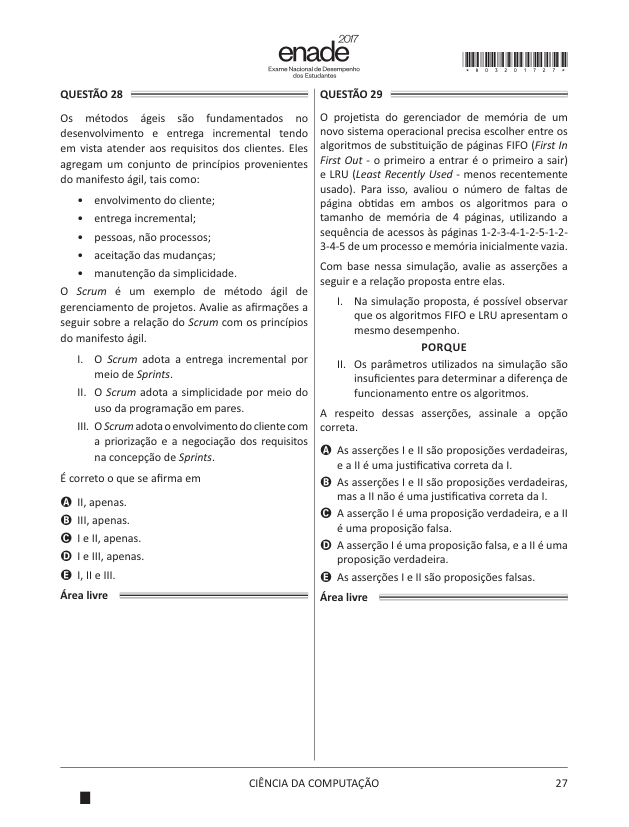 2017
enade
Exame Nacional de Desempenho
dos Estudantes
* R 0 3 2 0 1 7 2 7 *
QUESTÃO 28
Os métodos ágeis são fundamentados no
desenvolvimento e entrega incremental tendo
em vista atender aos requisitos dos clientes. Eles
agregam um conjunto de princípios provenientes
do manifesto ágil, tais como:
• envolvimento do cliente;
• entrega incremental;
• pessoas, não processos;
• aceitação das mudanças;
• manutenção da simplicidade.
O Scrum é um exemplo de método ágil de
gerenciamento de projetos. Avalie as afirmações a
seguir sobre a relação do Scrum com os princípios
do manifesto ágil.
I. O Scrum adota a entrega incremental por
meio de Sprints.
II. O Scrum adota a simplicidade por meio do
uso da programação em pares.
III. O Scrum adota o envolvimento do cliente com
a priorização e a negociação dos requisitos
na concepção de Sprints.
É correto o que se afirma em
A II, apenas.
B III, apenas.
C I e II, apenas.
D I e III, apenas.
E I, II e III.
Área livre
QUESTÃO 29
O projetista do gerenciador de memória de um
novo sistema operacional precisa escolher entre os
algoritmos de substituição de páginas FIFO (First In
First Out - o primeiro a entrar é o primeiro a sair)
e LRU (Least Recently Used - menos recentemente
usado). Para isso, avaliou o número de faltas de
página obtidas em ambos os algoritmos para o
tamanho de memória de 4 páginas, utilizando a
sequência de acessos às páginas 1-2-3-4-1-2-5-1-2-
3-4-5 de um processo e memória inicialmente vazia.
Com base nessa simulação, avalie as asserções a
seguir e a relação proposta entre elas.
I. Na simulação proposta, é possível observar
que os algoritmos FIFO e LRU apresentam o
mesmo desempenho.
PORQUE
II. Os parâmetros utilizados na simulação são
insuficientes para determinar a diferença de
funcionamento entre os algoritmos.
A respeito dessas asserções, assinale a opção
correta.
A As asserções I e II são proposições verdadeiras,
e a II é uma justificativa correta da I.
B As asserções I e II são proposições verdadeiras,
mas a II não é uma justificativa correta da I.
C A asserção I é uma proposição verdadeira, e a II
é uma proposição falsa.
D A asserção I é uma proposição falsa, e a II é uma
proposição verdadeira.
E As asserções I e II são proposições falsas.
Área livre
CIÊNCIA DA COMPUTAÇÃO
27